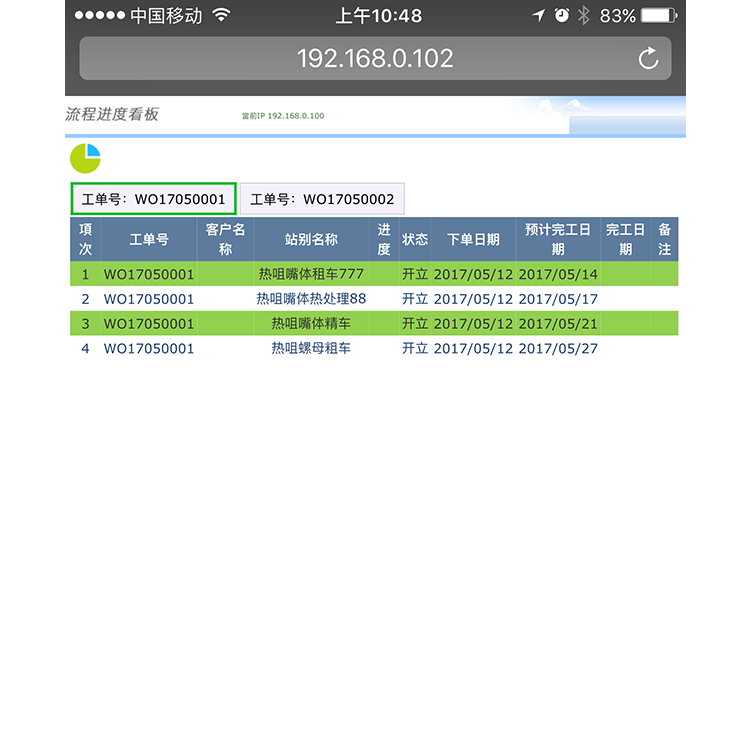 中国移动 上午10:48 83%
192.168.0.102
流程进度看板 當前IP 192.168.0.100
工单号：WO17050001 工单号：WO17050002
項次 工单号 客户名称 站别名称 进度 状态 下单日期 预计完工日期 完工日期 备注
1 WO17050001 热咀嘴体租车777 开立 2017/05/12 2017/05/14
2 WO17050001 热咀嘴体热处理88 开立 2017/05/12 2017/05/17
3 WO17050001 热咀嘴体精车 开立 2017/05/12 2017/05/21
4 WO17050001 热咀螺母粗车 开立 2017/05/12 2017/05/27